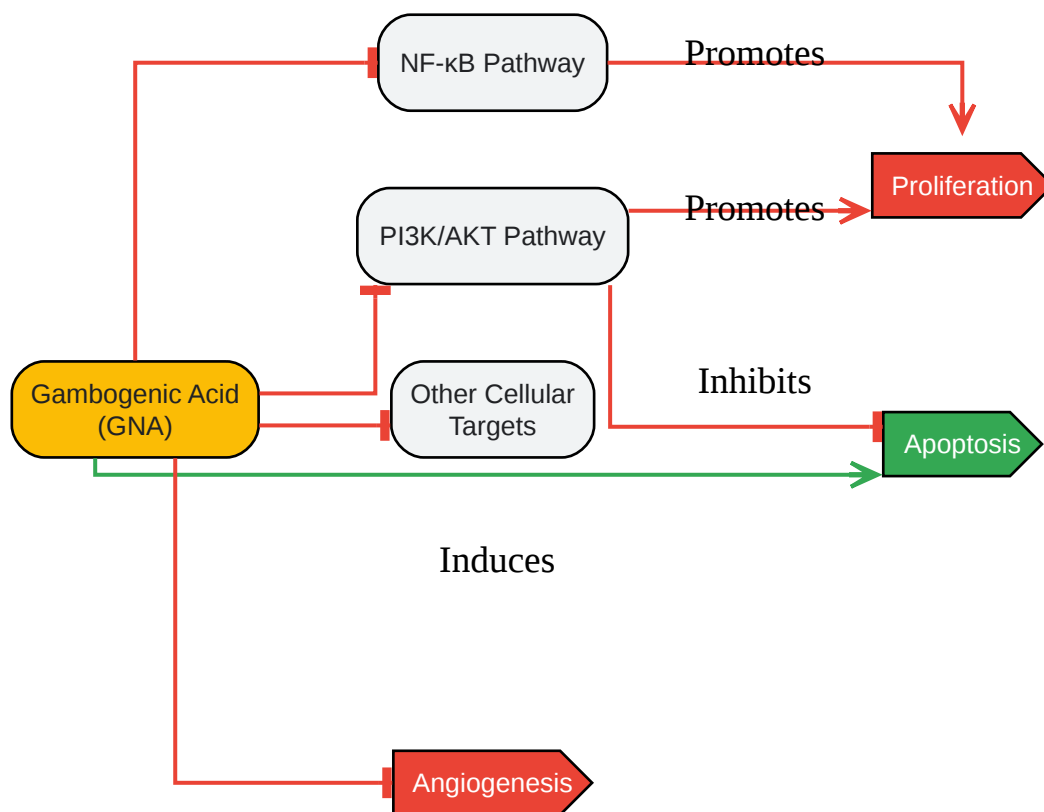 NF-κB Pathway
Promotes
Proliferation
PI3K/AKT Pathway
Promotes
Inhibits
Gambogenic Acid
(GNA)
Other Cellular
Targets
Apoptosis
Induces
Angiogenesis